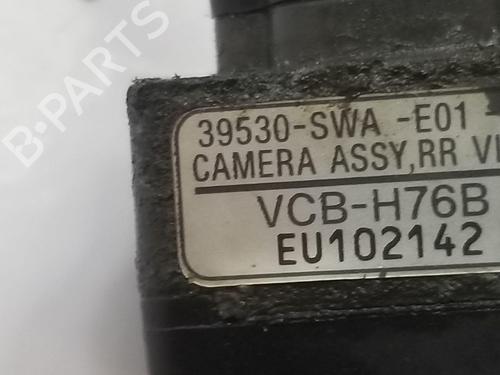 B-PARTS
39530-SWA -E01
CAMERA ASSY,RR
VCB-H76B
EU102142